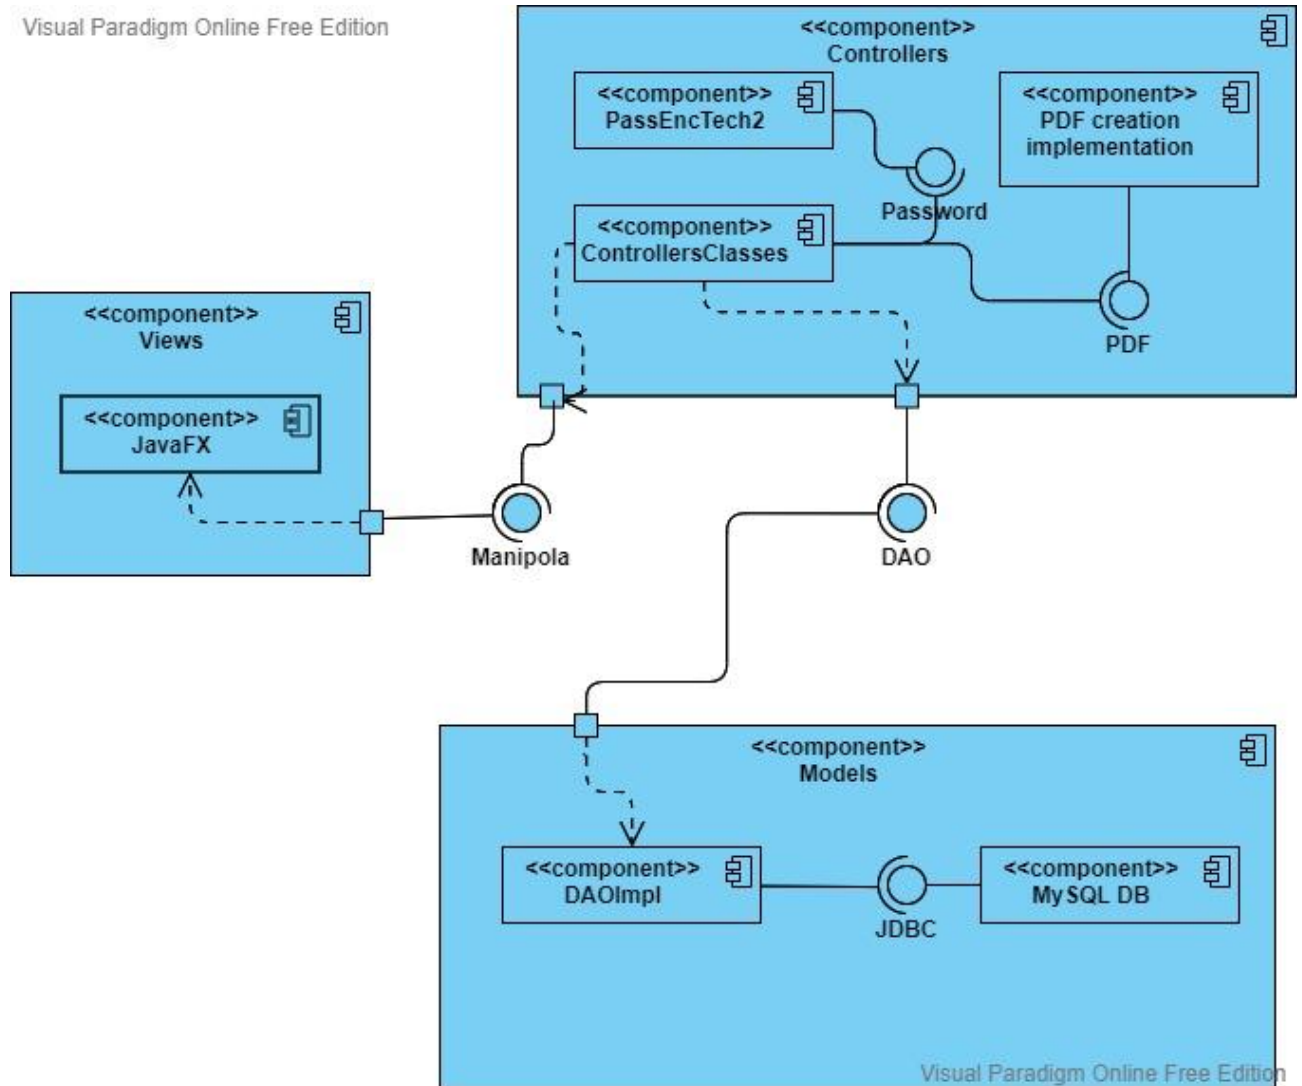 Visual Paradigm Online Free Edition
<<component>>
Controllers
<<component>>
PassEncTech2
<<component>>
PDF creation
implementation
Password
<<component>>
ControllersClasses
PDF
<<component>>
Views
<<component>>
JavaFX
Manipola
DAO
<<component>>
Models
<<component>>
DAOImpl
JDBC
<<component>>
MySQL DB
Visual Paradigm Online Free Edition